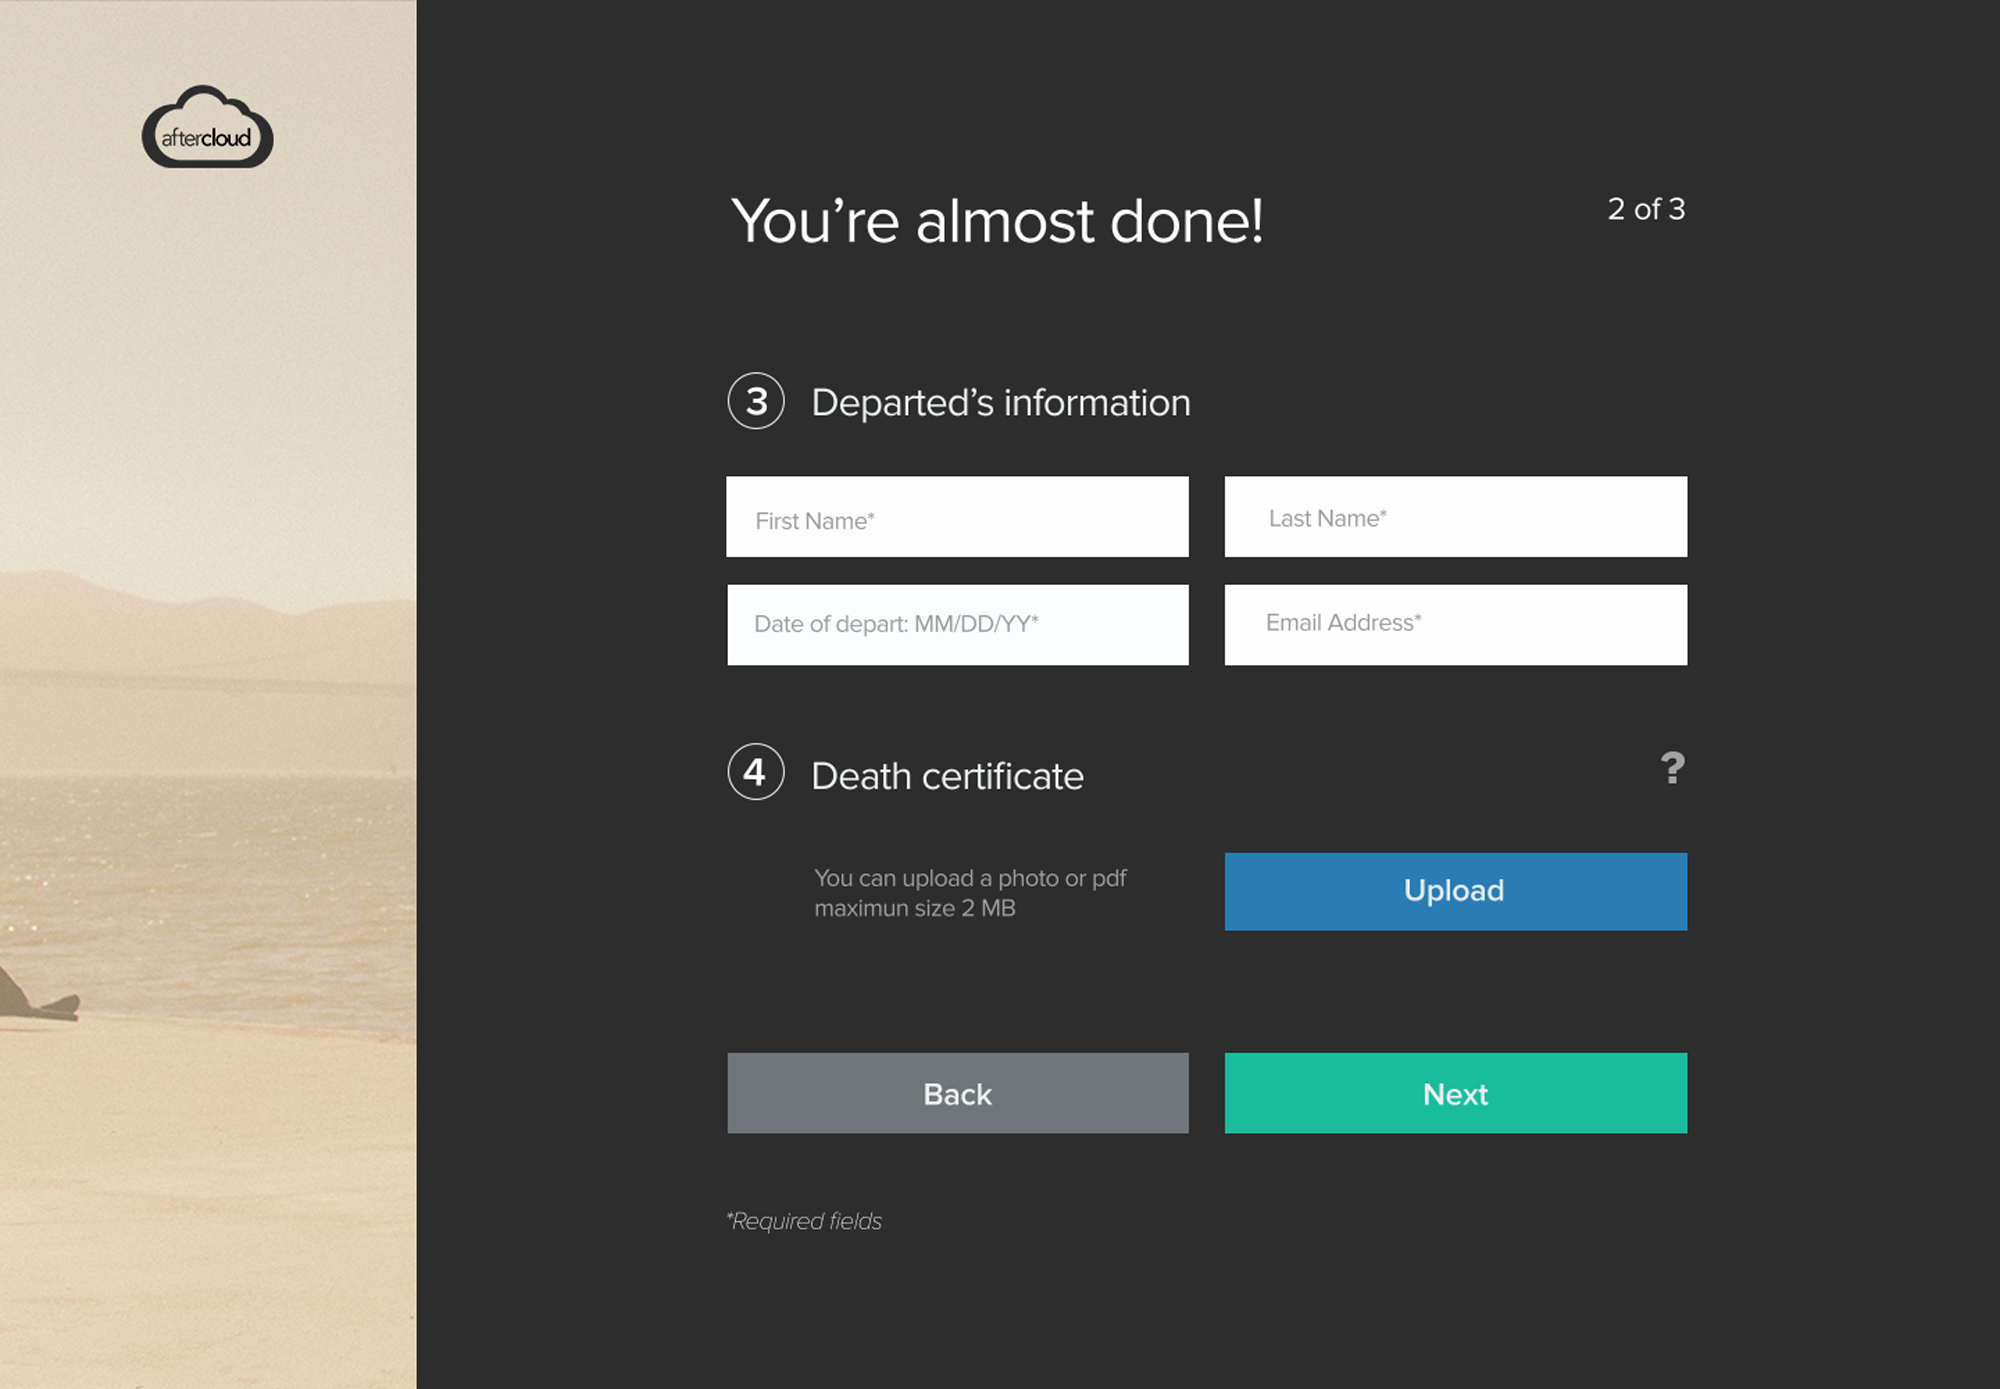 aftercloud
You’re almost done!
2 of 3
3 Departed’s information
First Name*
Last Name*
Date of depart: MM/DD/YY*
Email Address*
4 Death certificate
?
You can upload a photo or pdf
maximun size 2 MB
Upload
Back
Next
*Required fields